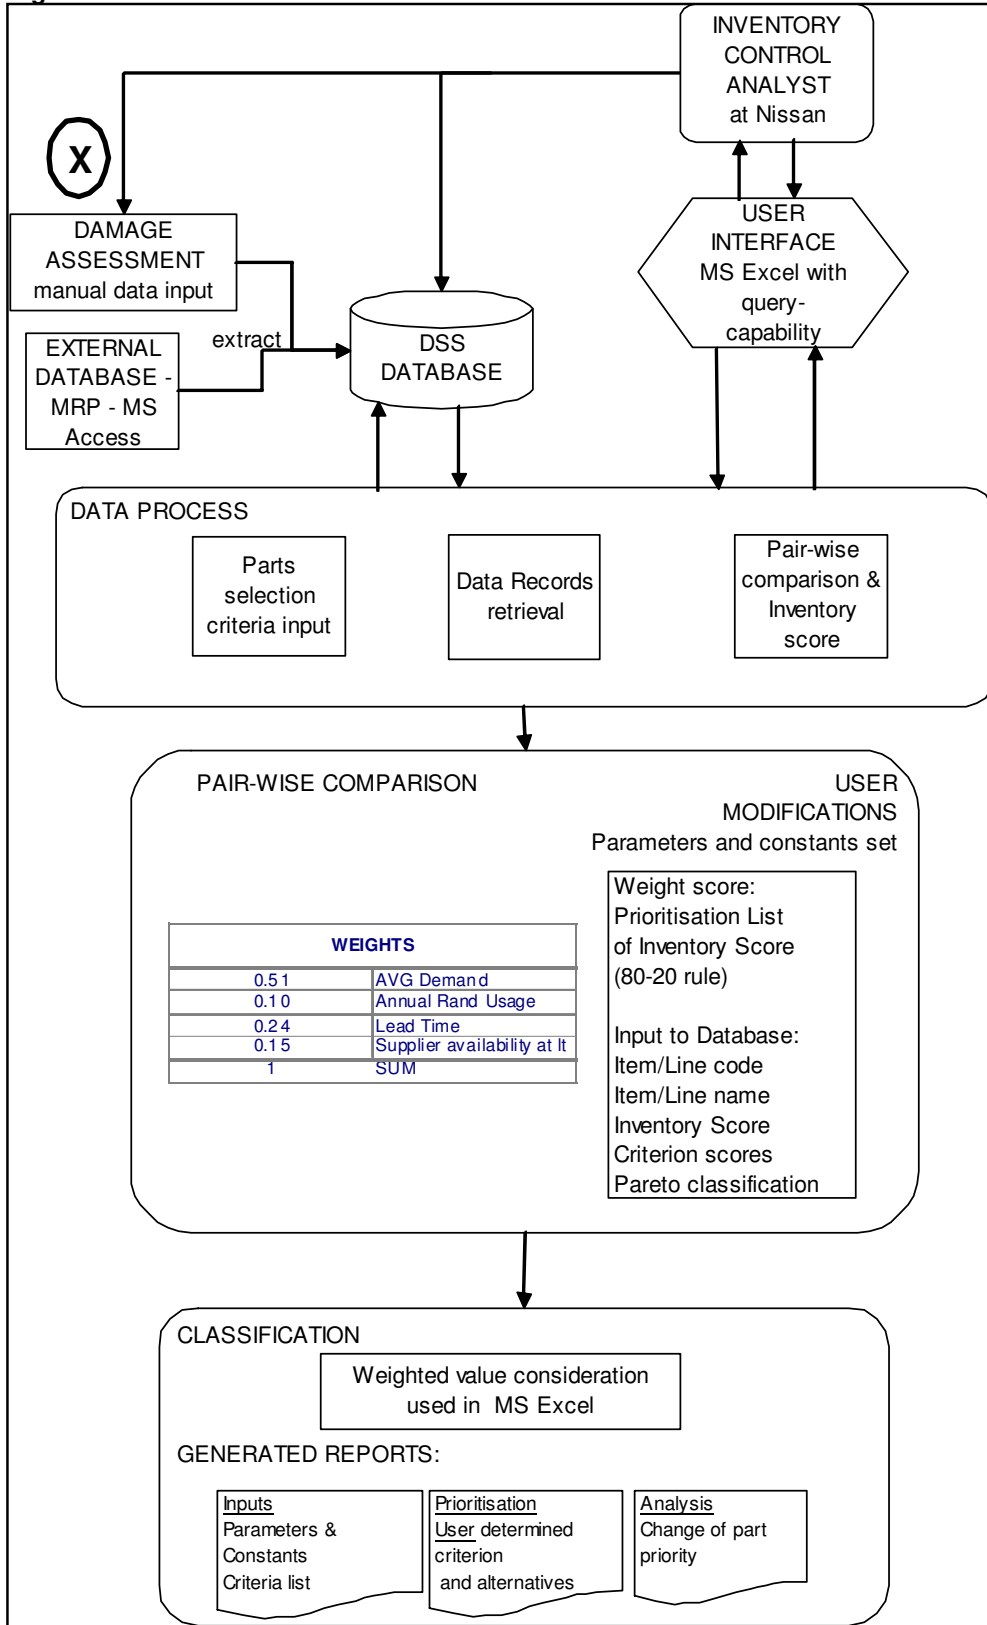 INVENTORY
CONTROL
ANALYST
at Nissan
X
DAMAGE
ASSESSMENT
manual data input
USER
INTERFACE
MS Excel with
query-
capability
EXTERNAL
DATABASE -
MRP - MS
Access
extract
DSS
DATABASE
DATA PROCESS
Parts
selection
criteria input
Data Records
retrieval
Pair-wise
comparison &
Inventory
score
PAIR-WISE COMPARISON
USER
MODIFICATIONS
Parameters and constants set
WEIGHTS
0.51 AVG Demand
0.10 Annual Rand Usage
0.24 Lead Time
0.15 Supplier availability at lt
1 SUM
Weight score:
Prioritisation List
of Inventory Score
(80-20 rule)
Input to Database:
Item/Line code
Item/Line name
Inventory Score
Criterion scores
Pareto classification
CLASSIFICATION
Weighted value consideration
used in MS Excel
GENERATED REPORTS:
Inputs
Parameters &
Constants
Criteria list
Prioritisation
User determined
criterion
and alternatives
Analysis
Change of part
priority